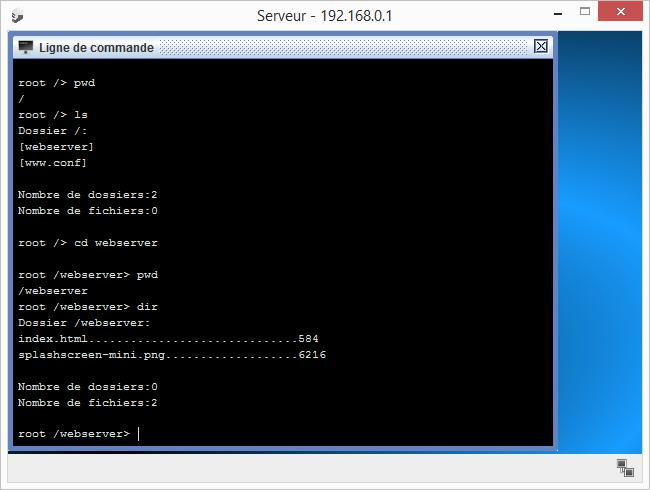 Serveur - 192.168.0.1
Ligne de commande
root /> pwd
/
root /> ls
Dossier /:
[webserver]
[www.conf]
Nombre de dossiers:2
Nombre de fichiers:0
root /> cd webserver
root /webserver> pwd
/webserver
root /webserver> dir
Dossier /webserver:
index.html..............................584
splashscreen-mini.png...................6216
Nombre de dossiers:0
Nombre de fichiers:2
root /webserver>